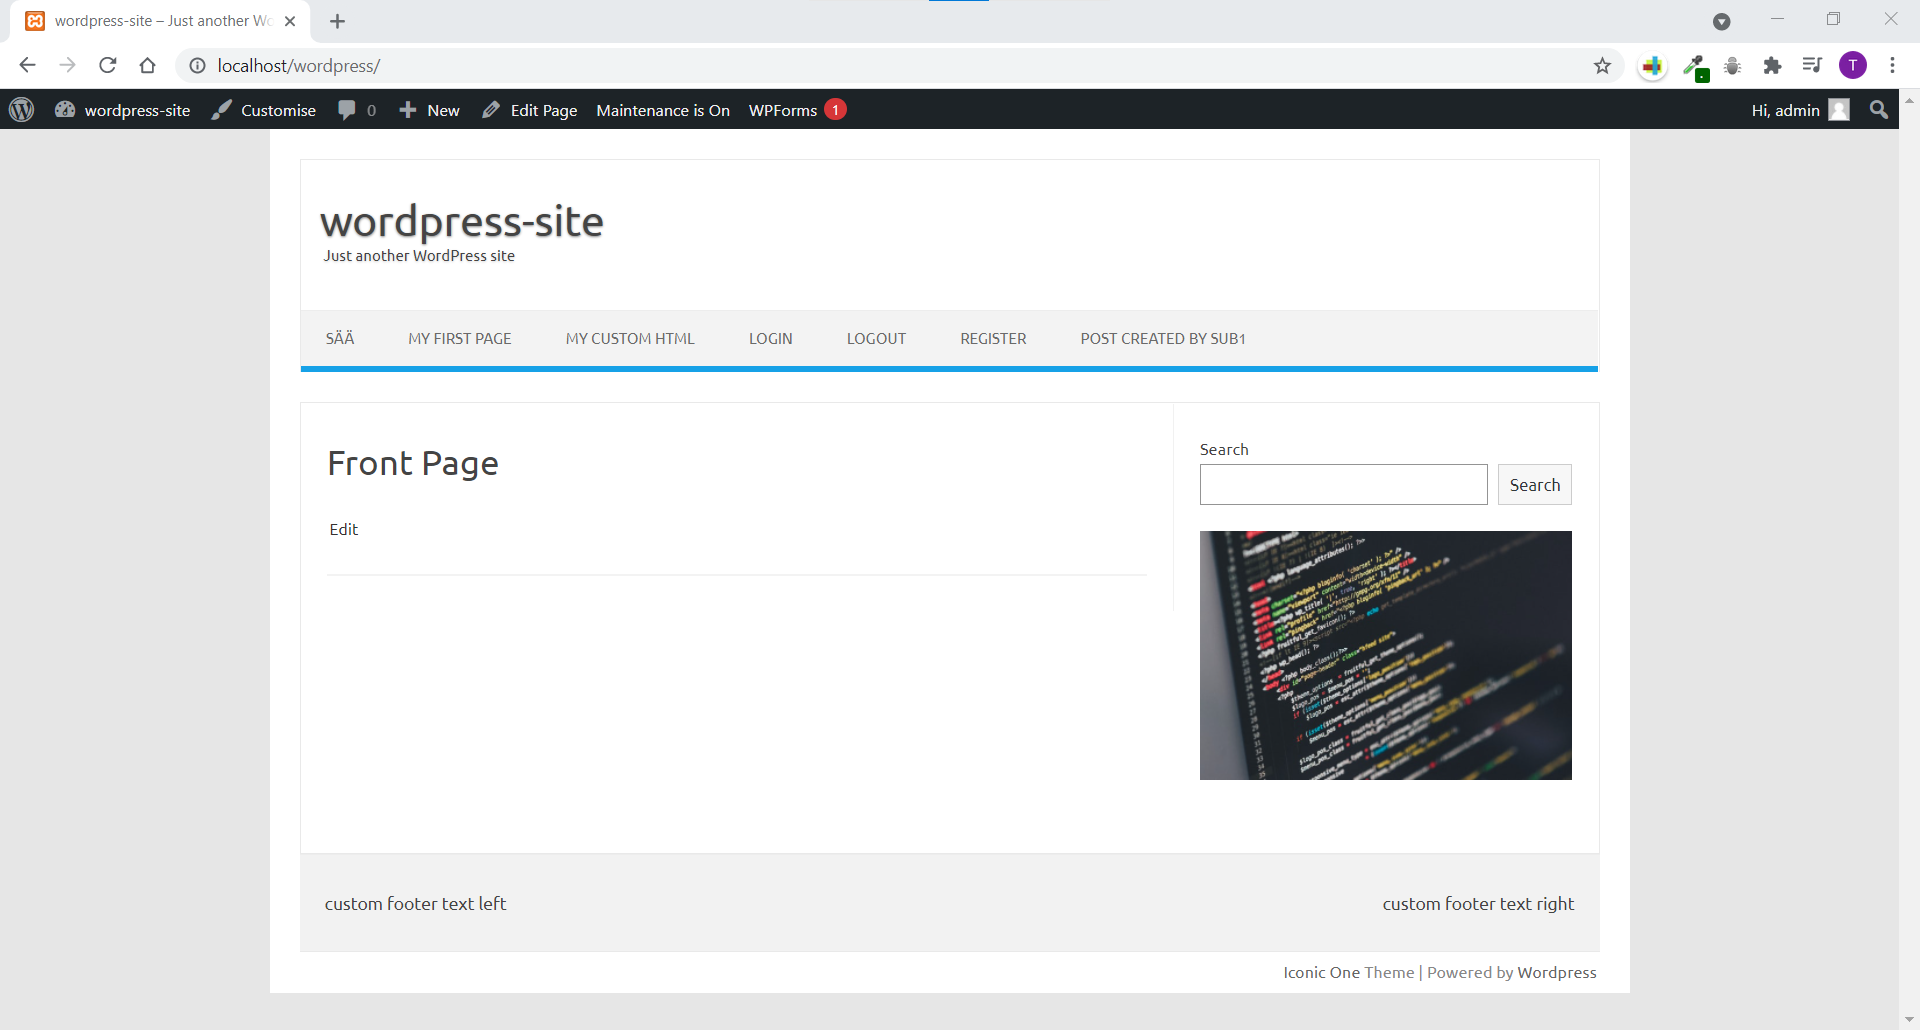 wordpress-site – Just another Wo
localhost/wordpress/
T
wordpress-site Customise 0 New Edit Page Maintenance is On WPForms 1 Hi, admin
wordpress-site
Just another WordPress site
SÄÄ MY FIRST PAGE MY CUSTOM HTML LOGIN LOGOUT REGISTER POST CREATED BY SUB1
Front Page
Edit
Search
Search
custom footer text left
custom footer text right
Iconic One Theme | Powered by Wordpress